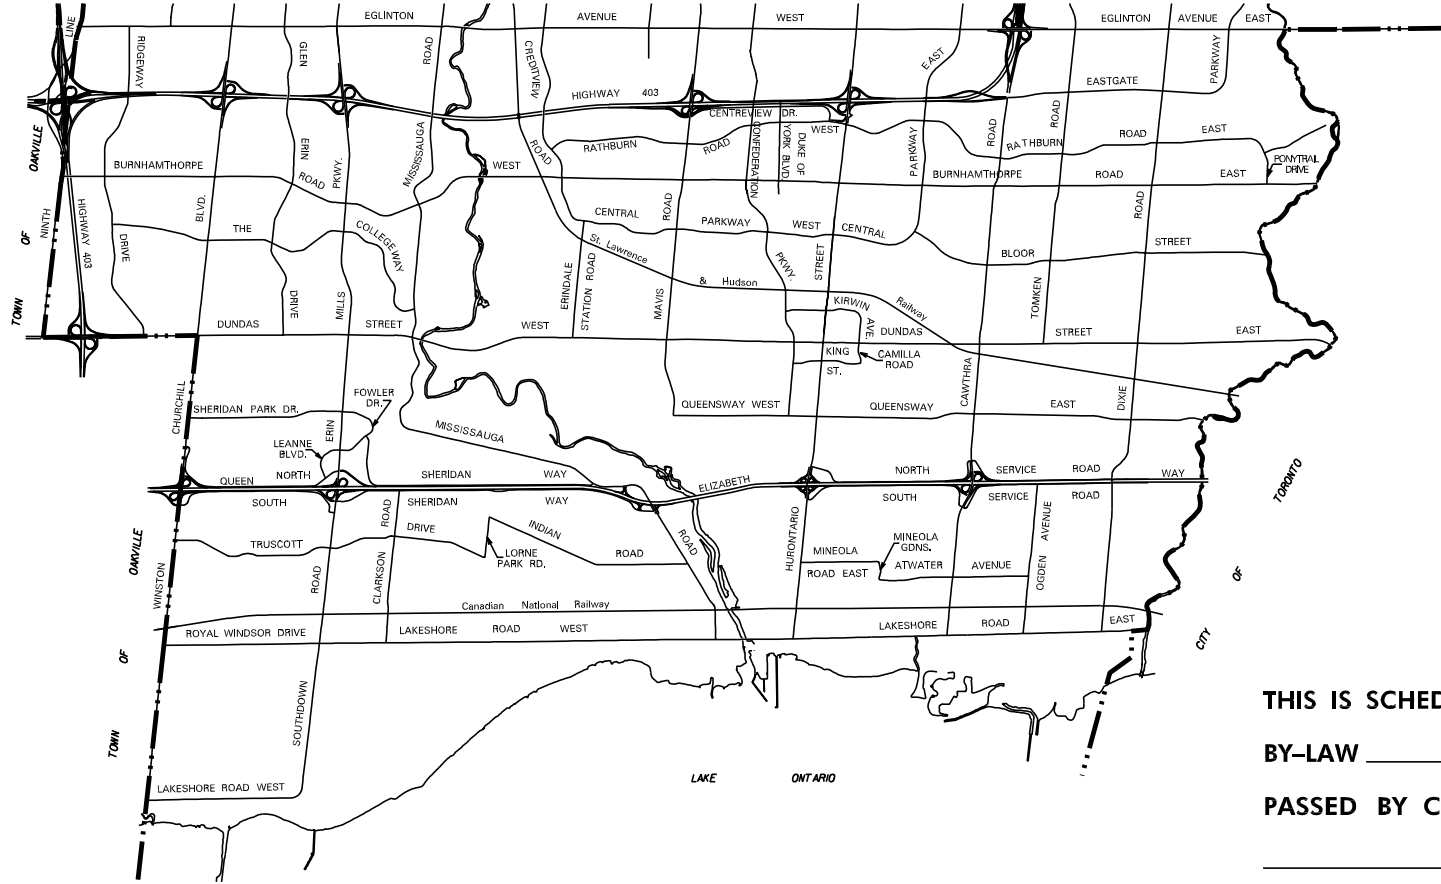 EGLINTON AVENUE WEST
EGLINTON AVENUE EAST
LINE
RIDGEWAY
GLEN
ROAD
CREDITVIEW
EAST
PARKWAY
EASTGATE
HIGHWAY 403
CENTREVIEW DR.
WEST
ROAD
ROAD
RATHBURN ROAD EAST
OAKVILLE
ERIN
MISSISSAUGA
ROAD
RATHBURN ROAD
CONFEDERATION
YORK BLVD
DUKE OF
PARKWAY
PONYTRAIL
DRIVE
BURNHAMTHORPE
ROAD
PKWY.
WEST
BURNHAMTHORPE ROAD EAST
HIGHWAY 403
BLVD.
NINTH
OF
TOWN
DRIVE
THE
COLLEGEWAY
CENTRAL PARKWAY WEST
CENTRAL
ROAD
ROAD
St. Lawrence & Hudson Railway
PKWY.
STREET
BLOOR STREET
ERINDALE
STATION ROAD
MAVIS
DRIVE
MILLS
KIRWIN
AVE.
TOMKEN
DUNDAS STREET WEST
DUNDAS STREET EAST
KING
ST.
CAMILLA
ROAD
CHURCHILL
SHERIDAN PARK DR.
FOWLER
DR.
ERIN
LEANNE
BLVD.
MISSISSAUGA
QUEENSWAY WEST
QUEENSWAY EAST
CAWTHRA
DIXIE
QUEEN
NORTH SHERIDAN WAY
ELIZABETH
NORTH SERVICE ROAD
WAY
SOUTH SHERIDAN WAY
SOUTH SERVICE ROAD
TORONTO
OF
CITY
OAKVILLE
OF
TOWN
TRUSCOTT DRIVE
ROAD
INDIAN ROAD
LORNE
PARK RD.
ROAD
HURONTARIO
MINEOLA
ROAD EAST
MINEOLA
GDNS.
ATWATER AVENUE
AVENUE
OGDEN
WINSTON
ROAD
CLARKSON
Canadian National Railway
ROYAL WINDSOR DRIVE
LAKESHORE ROAD WEST
LAKESHORE ROAD EAST
SOUTHDOWN
LAKESHORE ROAD WEST
LAKE ONTARIO
THIS IS SCHED
BY-LAW
PASSED BY C